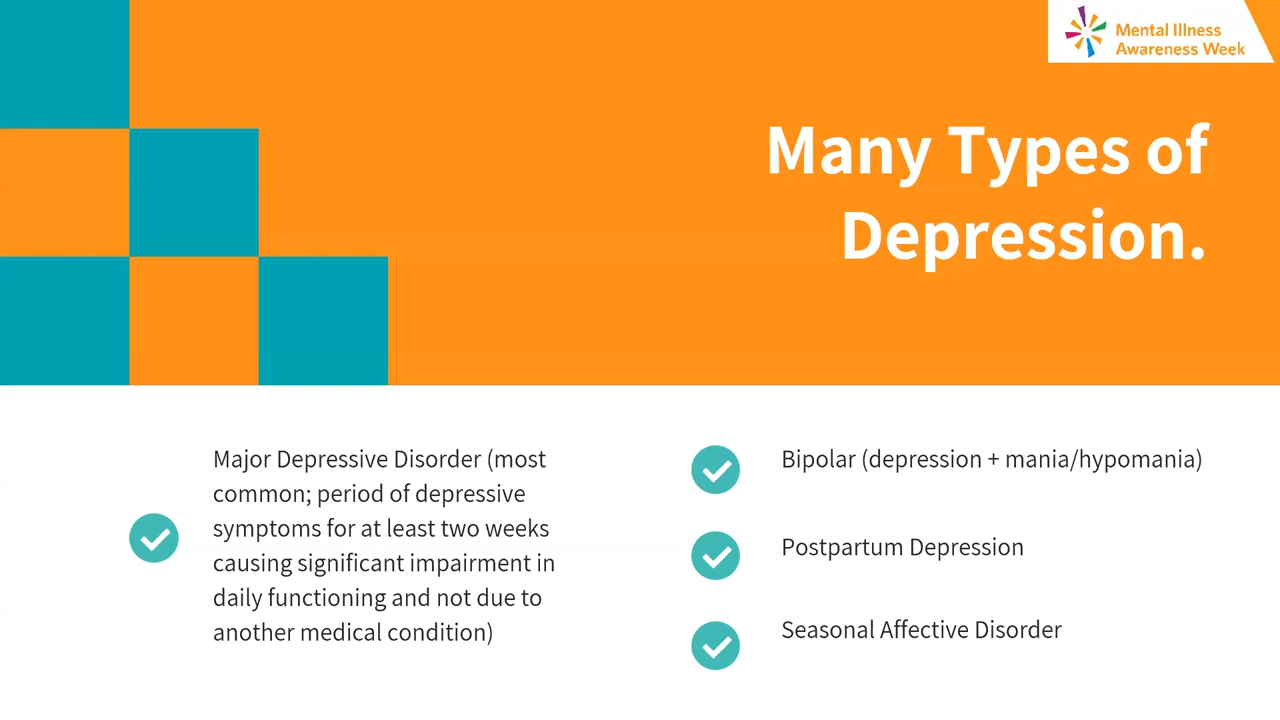 Mental Illness
Awareness Week
Many Types of
Depression.
Major Depressive Disorder (most
common; period of depressive
symptoms for at least two weeks
causing significant impairment in
daily functioning and not due to
another medical condition)
Bipolar (depression + mania/hypomania)
Postpartum Depression
Seasonal Affective Disorder